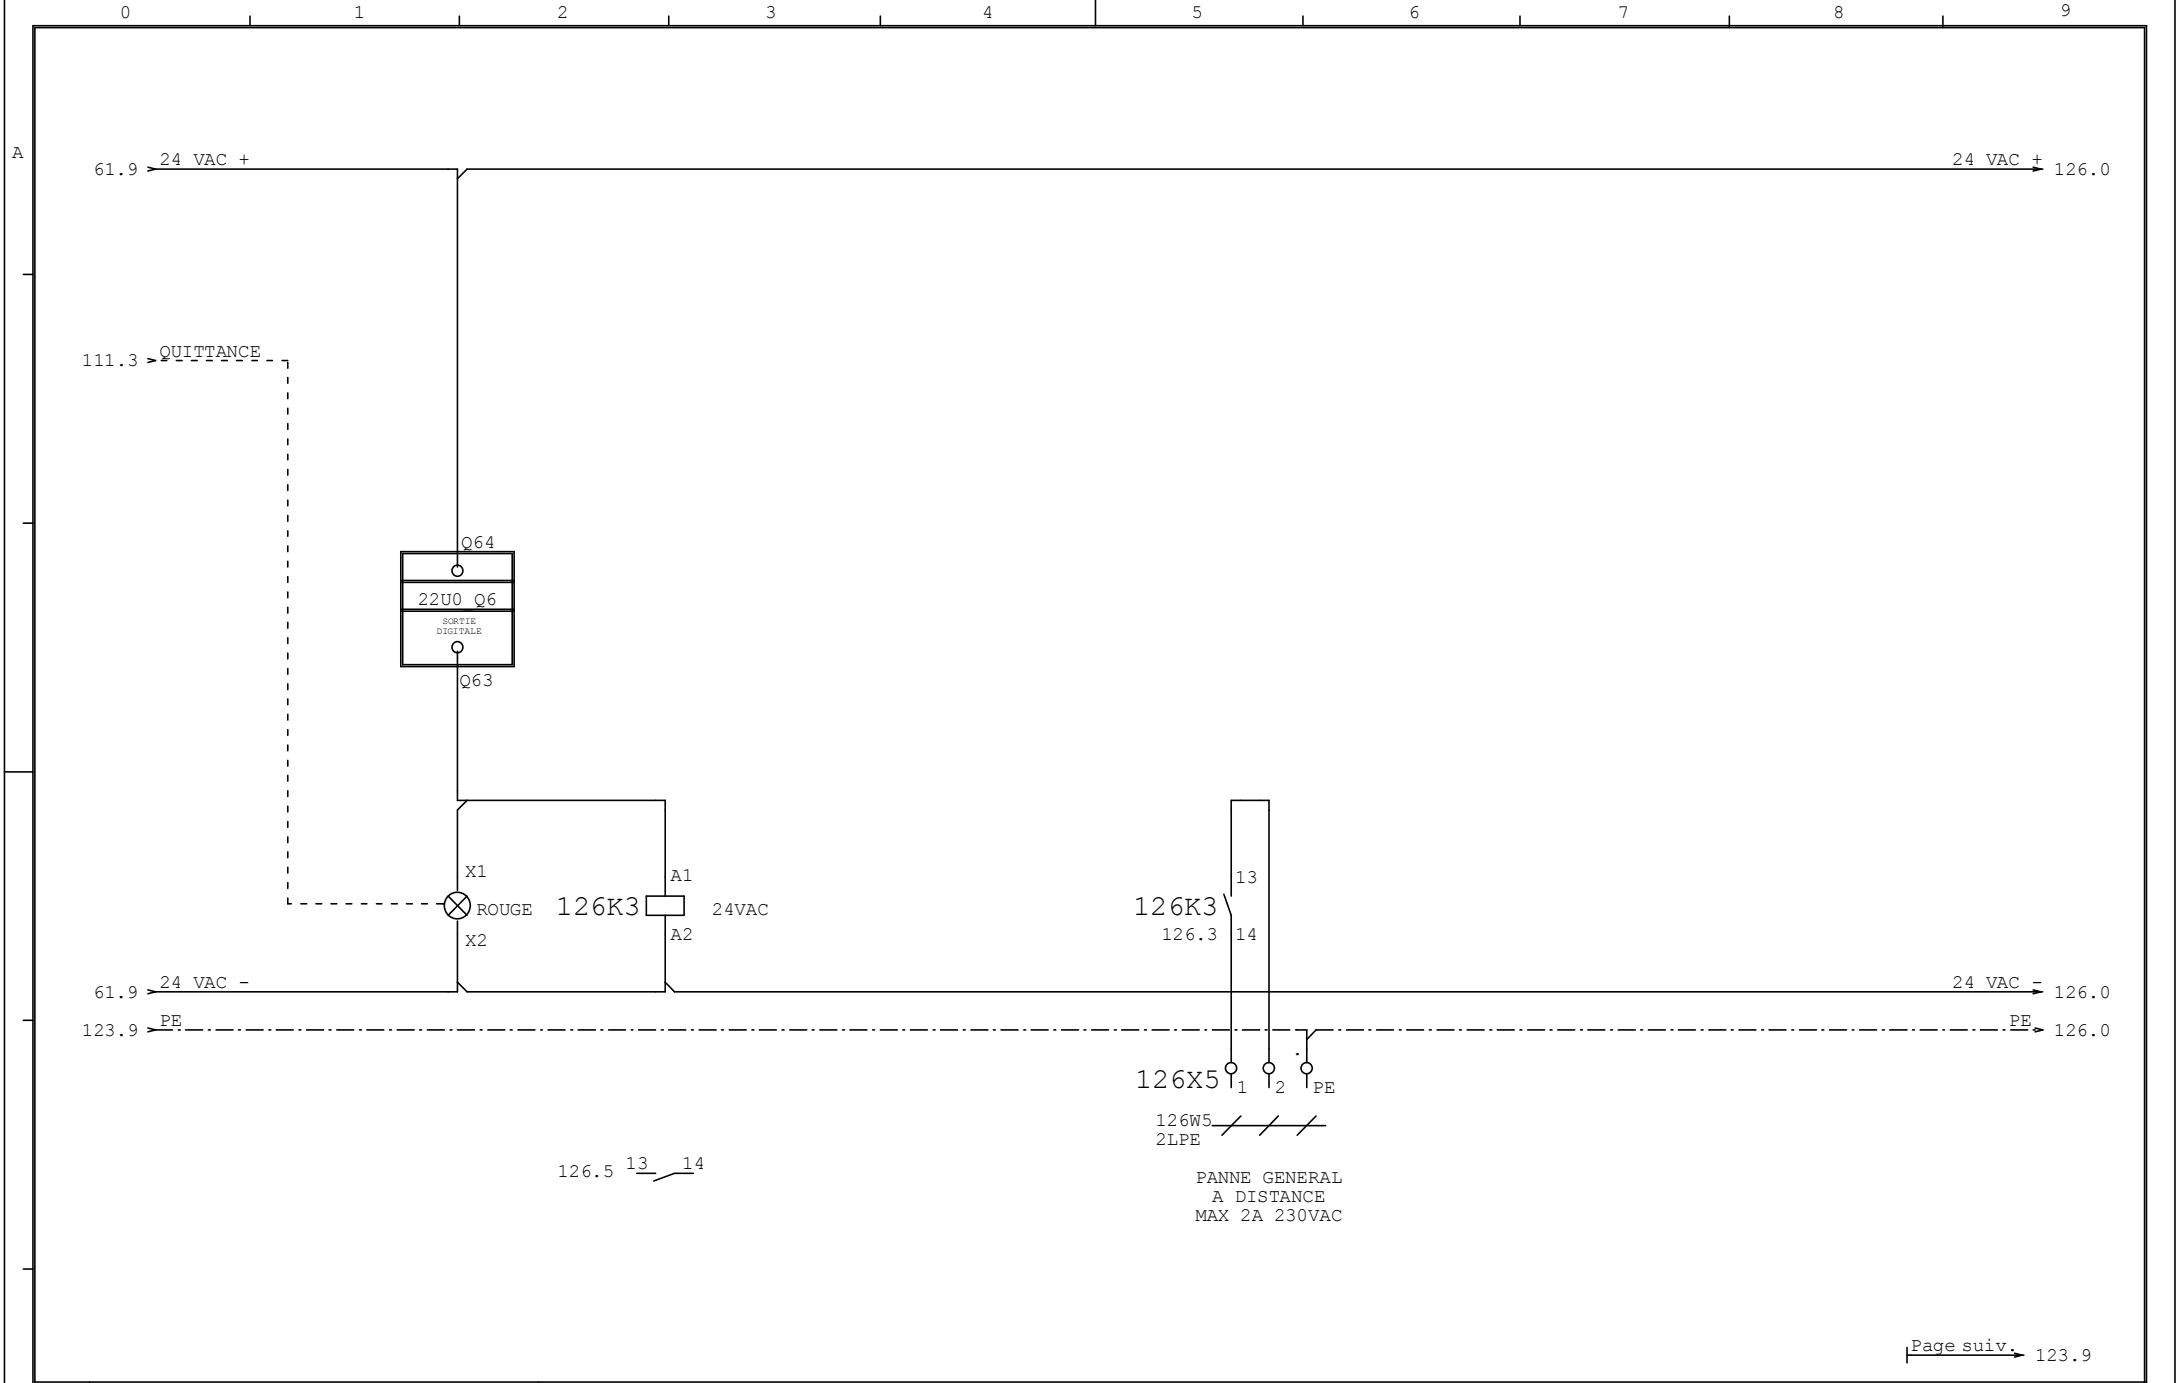 0 1 2 3 4 5 6 7 8 9
A
24 VAC +
61.9
24 VAC +
126.0
QUITTANCE
111.3
Q64
22U0 Q6
SORTIE
DIGITALE
Q63
X1
A1
13
ROUGE
126K3
24VAC
126K3
X2
A2
126.3
14
24 VAC -
61.9
24 VAC -
126.0
PE
123.9
PE
126.0
.
126X5
1
2
PE
126W5
2LPE
126.5
13
14
PANNE GENERAL
A DISTANCE
MAX 2A 230VAC
Page suiv.
123.9